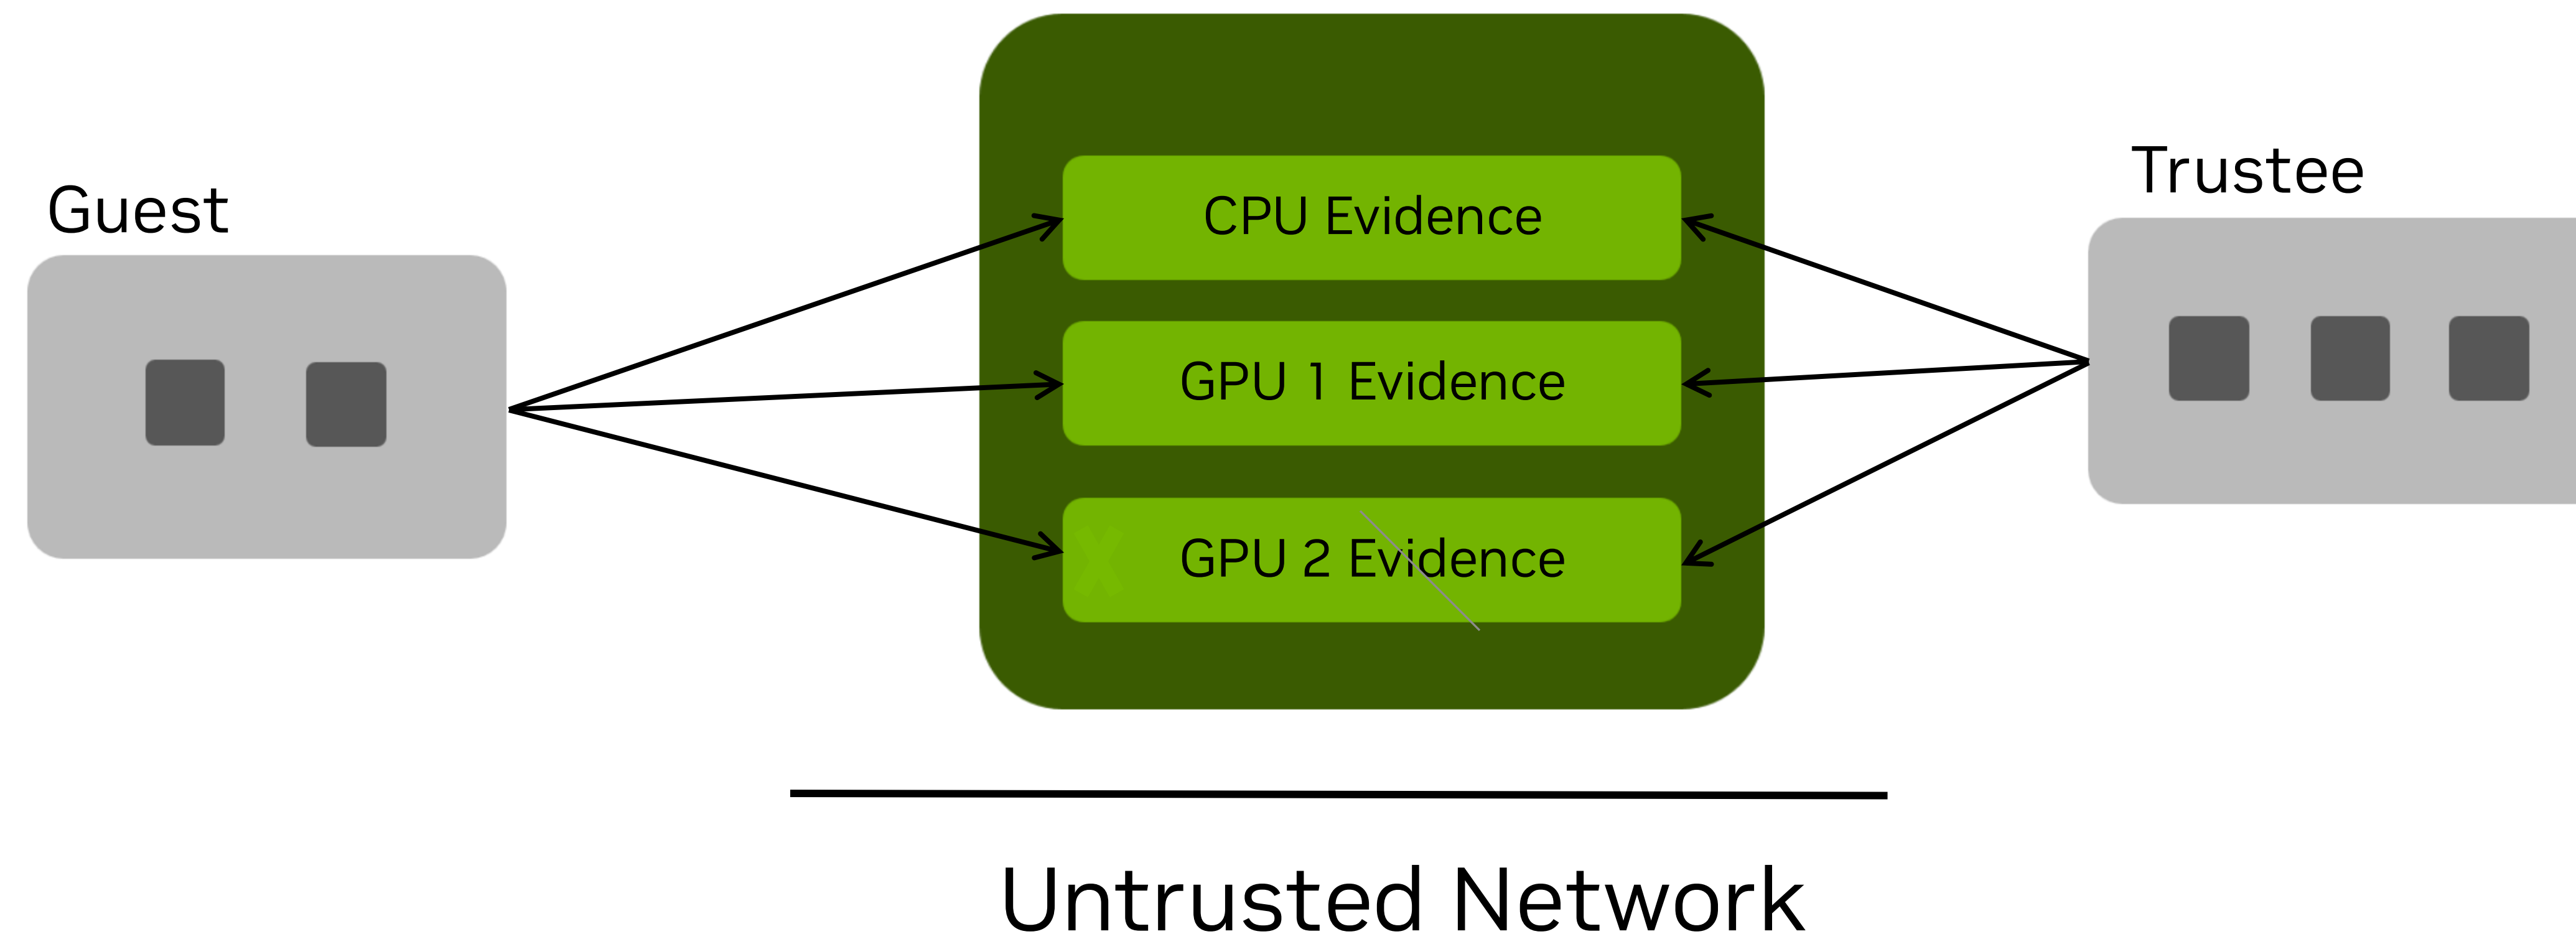 Guest
Trustee
CPU Evidence
GPU 1 Evidence
X GPU 2 Evidence
Untrusted Network